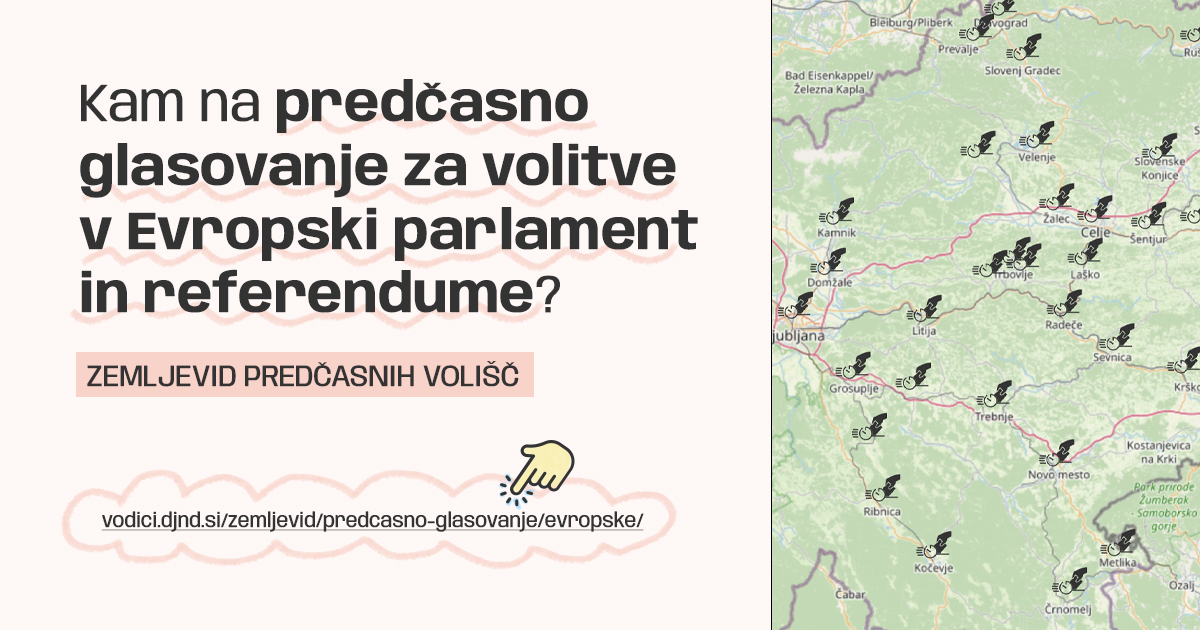 Kam na predčasno
glasovanje za volitve
v Evropski parlament
in referendume?
ZEMLJEVID PREDČASNIH VOLIŠČ
vodici.djnd.si/zemljevid/predcasno-glasovanje/evropske/
Bleiburg/Pliberk
Prevalje
Slovenj Gradec
Bad Eisenkappel/
Železna Kapla
Velenje
Slovenske
Konjice
Kamnik
Žalec
Celje
Šentjur
Domžale
Trbovlje
Laško
Litija
Radeče
Sevnica
Grosuplje
Trebnje
Kostanjevica
na Krki
Novo mesto
Park prirode
Žumberak
- Samoborsko
gorje
Ribnica
Kočevje
Metlika
Ozalj
Čabar
Črnomelj